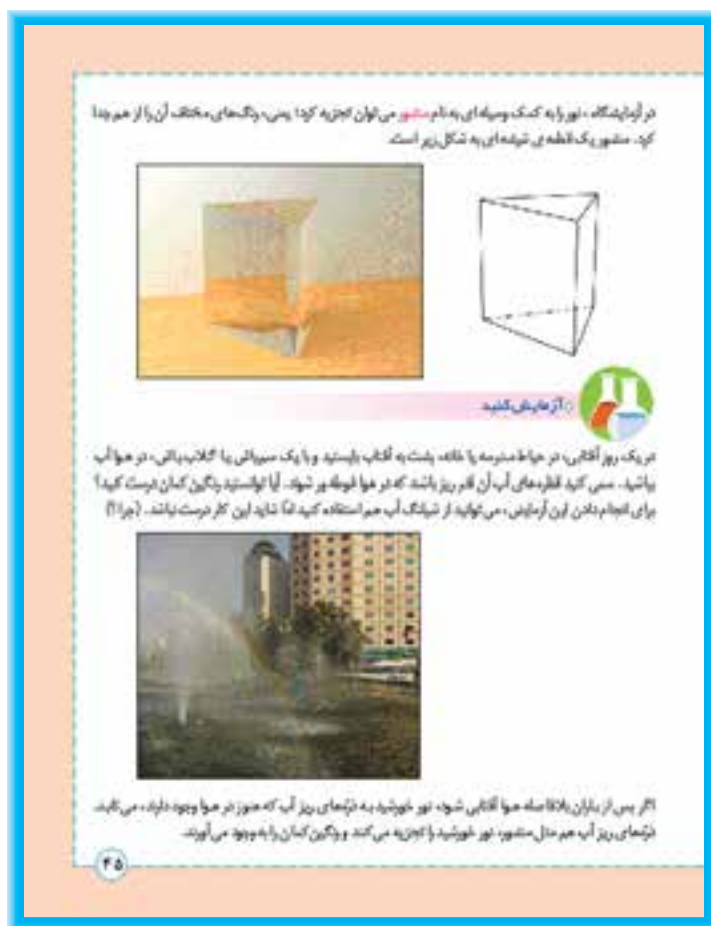 در آزمایشگاه، نور را به کمک وسیله ای به نام منشور می توان تجزیه کرد؛ یعنی، رنگ های مختلف آن را از هم جدا
کرد. منشور یک قطعه ی شیشه ای به شکل زیر است.
آزمایش کنید
در یک روز آفتابی، در حیاط مدرسه یا خانه، پشت به آفتاب بایستید و با یک سم پاش یا گلاب پاش، در هوا آب
بپاشید. سعی کنید قطره های آب آن قدر ریز باشد که در هوا غوطه ور شوند. آیا توانستید رنگین کمان درست کنید؟
برای انجام دادن این آزمایش، می توانید از شیلنگ آب هم استفاده کنید امّا شاید این کار درست نباشد. (چرا؟)
اگر پس از باران بلافاصله هوا آفتابی شود، نور خورشید به ذرّه های ریز آب که هنوز در هوا وجود دارند، می تابد.
ذرّه های ریز آب هم مثل منشور، نور خورشید را تجزیه می کنند و رنگین کمان را به وجود می آورند.
۴۵